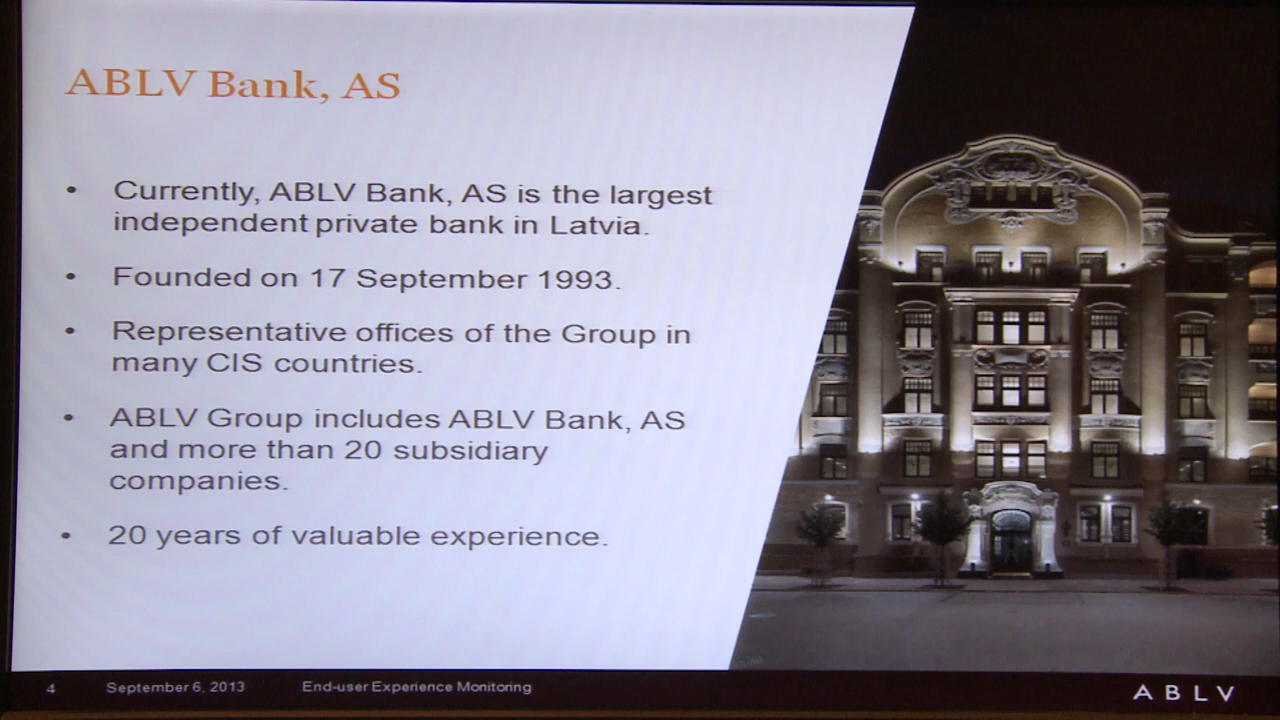 ABLV Bank, AS
• Currently, ABLV Bank, AS is the largest
independent private bank in Latvia.
• Founded on 17 September 1993.
• Representative offices of the Group in
many CIS countries.
• ABLV Group includes ABLV Bank, AS
and more than 20 subsidiary
companies.
• 20 years of valuable experience.
4 September 6, 2013 End-user Experience Monitoring
ABLV